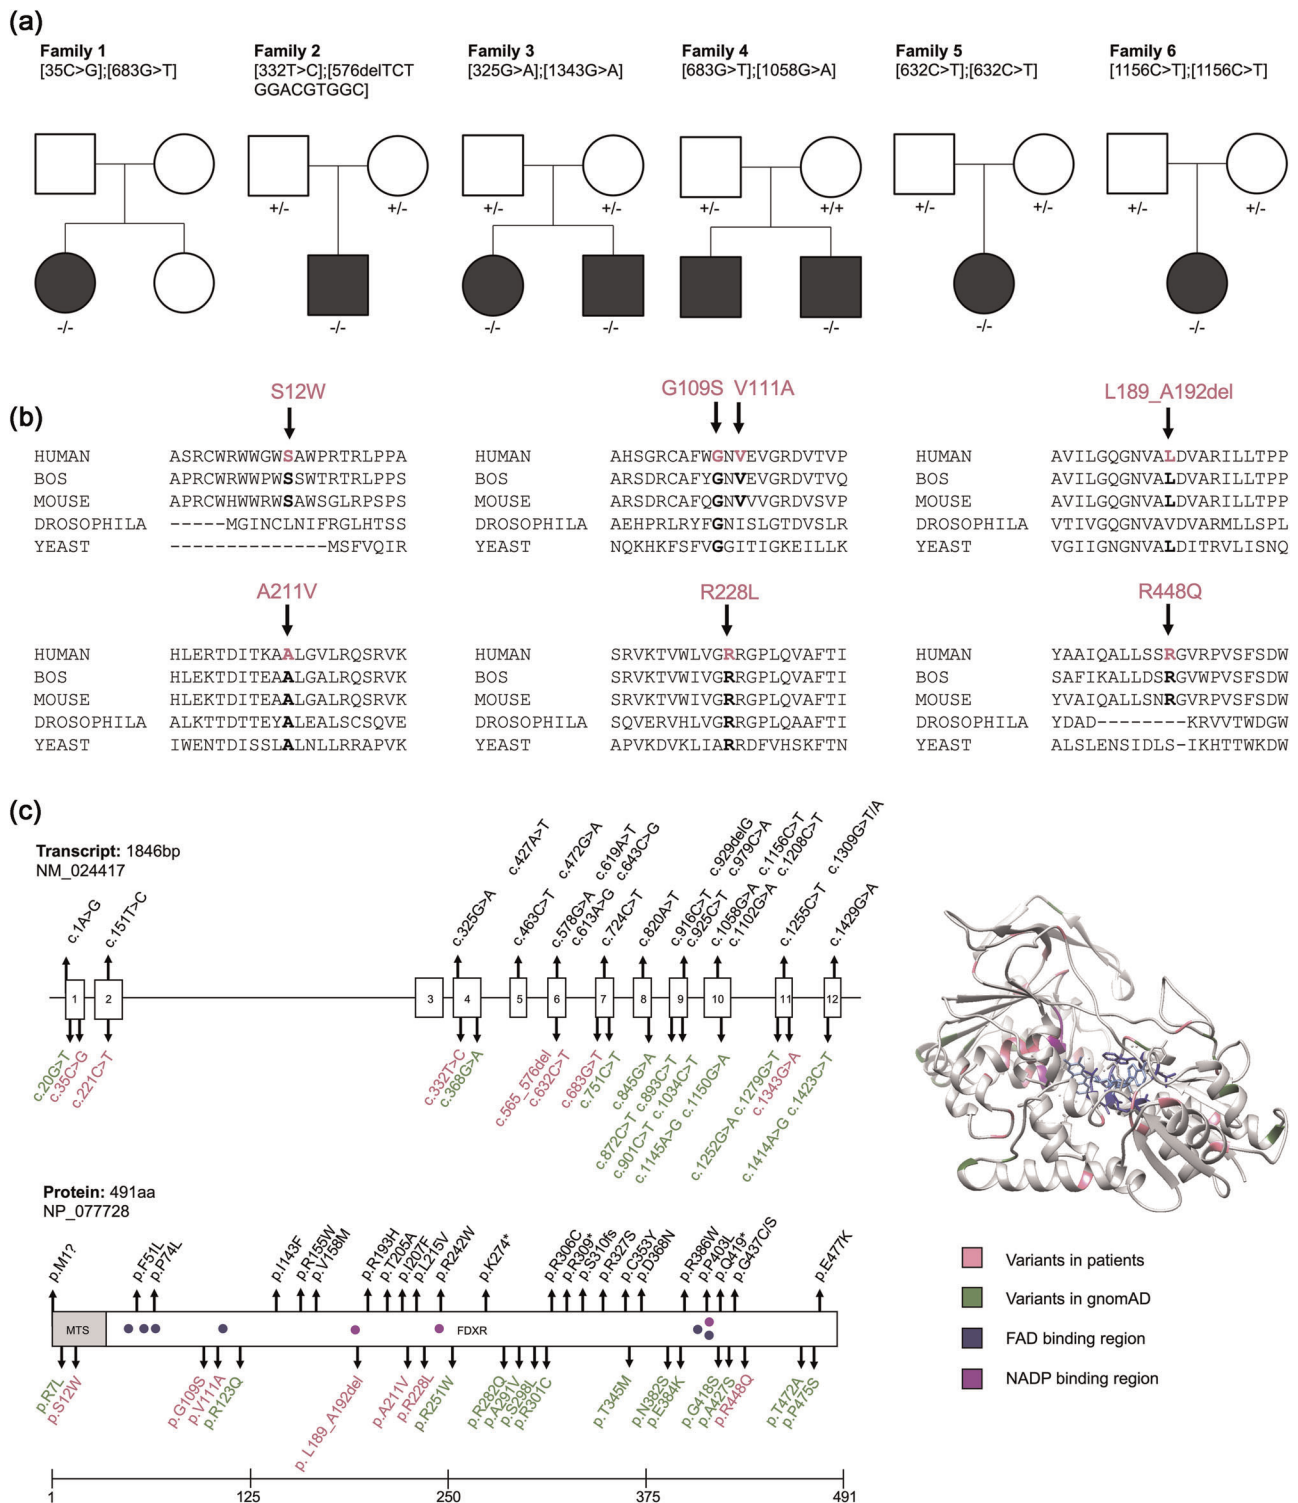 (a)
Family 1
[35C>G];[683G>T]
Family 2
[332T>C];[576delTCT
GGACGTGGC]
Family 3
[325G>A];[1343G>A]
Family 4
[683G>T];[1058G>A]
Family 5
[632C>T];[632C>T]
Family 6
[1156C>T];[1156C>T]
+/- +/- +/- +/- +/- +/+ +/- +/- +/- +/-
-/- -/- -/- -/- -/- -/- -/-
(b)
S12W
HUMAN ASRCWRWWGWSAWPRTRLPPA
BOS APRCWRWWPWSSWTRTRLPPS
MOUSE APRCWHWWRWSAWSGLRPSPS
DROSOPHILA -----MGINCLNIFRGLHTSS
YEAST --------------MSFVQIR
G109S V111A
HUMAN AHSGRCAFWGNVEVGRDVTVP
BOS ARSDRCAFYGNVEVGRDVTVQ
MOUSE ARSDRCAFQGNVVVGRDVSVP
DROSOPHILA AEHPRLRYFGNISLGTDVSLR
YEAST NQKHKFSFVGGITIGKEILLK
L189_A192del
HUMAN AVILGQGNVALDVARILLTPP
BOS AVILGQGNVALDVARILLTPP
MOUSE AVILGQGNVALDVARILLTPP
DROSOPHILA VTIVGQGNVAVDVARMLLSPL
YEAST VGIIGNGNVALDITRVLISNQ
A211V
HUMAN HLERTDITKAALGVLRQSRVK
BOS HLEKTDITEAALGALRQSRVK
MOUSE HLEKTDITEAALGALRQSRVK
DROSOPHILA ALKTTDTTEYALEALSCSQVE
YEAST IWENTDISSLALNLLRRAPVK
R228L
HUMAN SRVKTVWLVGRRGPLQVAFTI
BOS SRVKTVWIVGRRGPLQVAFTI
MOUSE SRVKTVWIVGRRGPLQVAFTI
DROSOPHILA SQVERVHLVGRRGPLQAAFTI
YEAST APVKDVKLIARRDFVHSKFTN
R448Q
HUMAN YAAIQALLSSRGVRPVSFSDW
BOS SAFIKALLDSRGVWPVSFSDW
MOUSE YVAIQALLNSRGVRPVSFSDW
DROSOPHILA YDAD--------KRVVTWDGW
YEAST ALSLENSIDLS-IKHTTWKDW
(c)
Transcript: 1846bp
NM_024417
c.1A>G
c.151T>C
c.325G>A
c.427A>T
c.463C>T
c.472G>A
c.578G>A
c.613A>G
c.619A>T
c.643C>G
c.724C>T
c.820A>T
c.916C>T
c.925C>T
c.929delG
c.979C>A
c.1058G>A
c.1102G>A
c.1156C>T
c.1208C>T
c.1255C>T
c.1309G>T/A
c.1429G>A
1 2 3 4 5 6 7 8 9 10 11 12
c.20G>T
c.35C>G
c.221C>T
c.332T>C
c.368G>A
c.565_576del
c.632C>T
c.683G>T
c.751C>T
c.845G>A
c.872C>T
c.893C>T
c.901C>T
c.1034C>T
c.1145A>G
c.1150G>A
c.1252G>A
c.1279G>T
c.1343G>A
c.1414A>G
c.1423C>T
Protein: 491aa
NP_077728
p.M1?
p.F51L
p.P74L
p.I143F
p.R155W
p.V158M
p.R193H
p.T205A
p.I207F
p.L215V
p.R242W
p.K274*
p.R306C
p.R309*
p.S310fs
p.R327S
p.C353Y
p.D368N
p.R386W
p.P403L
p.Q419*
p.G437C/S
p.E477K
MTS
FDXR
p.R7L
p.S12W
p.G109S
p.V111A
p.R123Q
p. L189_A192del
p.A211V
p.R228L
p.R251W
p.R282Q
p.A291V
p.S298L
p.R301C
p.T345M
p.N382S
p.E384K
p.G418S
p.A427S
p.R448Q
p.T472A
p.P475S
1 125 250 375 491
Variants in patients
Variants in gnomAD
FAD binding region
NADP binding region